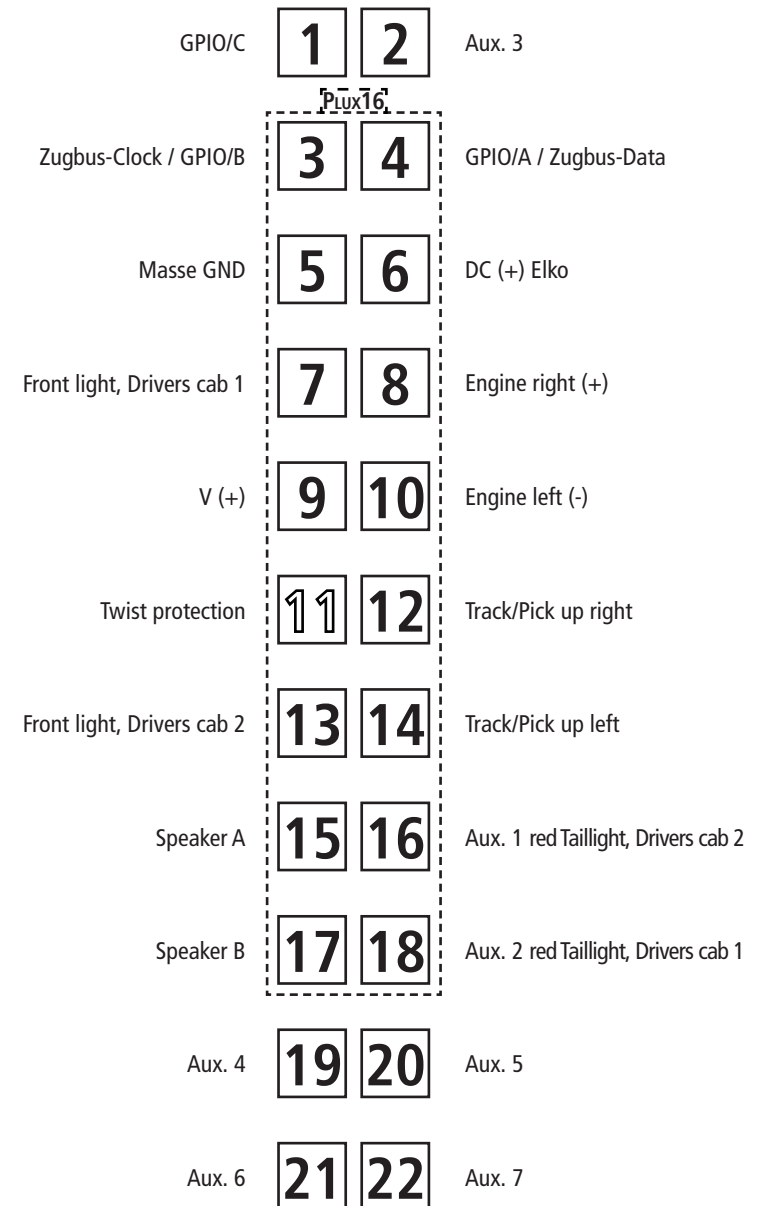 GPIO/C 1 2 Aux. 3
PLUX16
Zugbus-Clock / GPIO/B 3 4 GPIO/A / Zugbus-Data
Masse GND 5 6 DC (+) Elko
Front light, Drivers cab 1 7 8 Engine right (+)
V (+) 9 10 Engine left (-)
Twist protection 11 12 Track/Pick up right
Front light, Drivers cab 2 13 14 Track/Pick up left
Speaker A 15 16 Aux. 1 red Taillight, Drivers cab 2
Speaker B 17 18 Aux. 2 red Taillight, Drivers cab 1
Aux. 4 19 20 Aux. 5
Aux. 6 21 22 Aux. 7